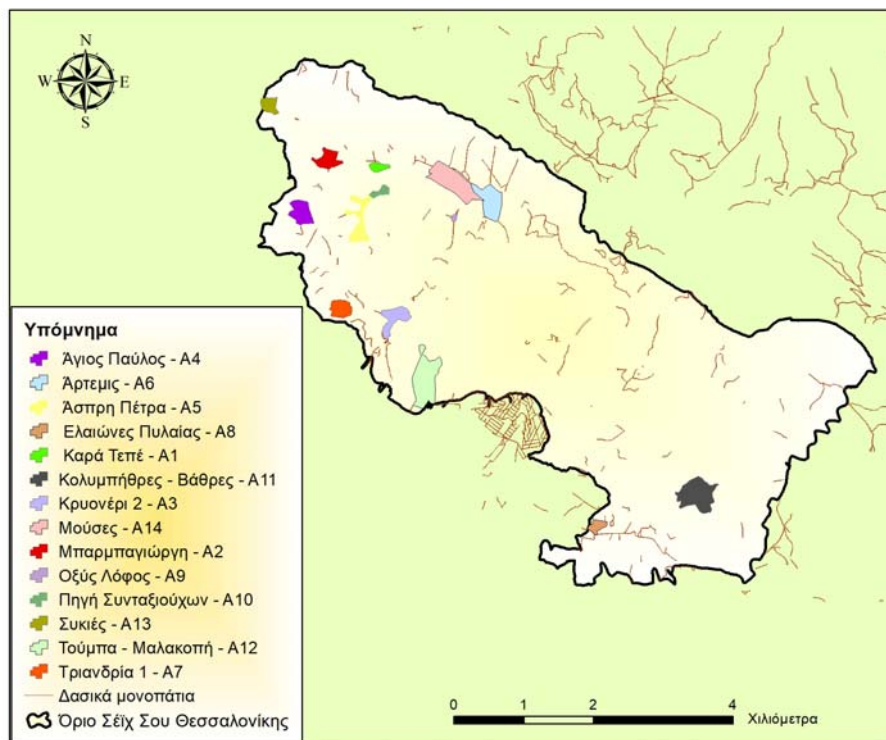 N
W E
S
Υπόμνημα
Άγιος Παύλος - Α4
Άρτεμις - Α6
Άσπρη Πέτρα - Α5
Ελαιώνες Πυλαίας - Α8
Καρά Τεπέ - Α1
Κολυμπήθρες - Βάθρες - Α11
Κρυονέρι 2 - Α3
Μούσες - Α14
Μπαρμπαγιώργη - Α2
Οξύς Λόφος - Α9
Πηγή Συνταξιούχων - Α10
Συκιές - Α13
Τούμπα - Μαλακοπή - Α12
Τριανδρία 1 - Α7
Δασικά μονοπάτια
Όριο Σέϊχ Σου Θεσσαλονίκης
0 1 2 4
Χιλιόμετρα